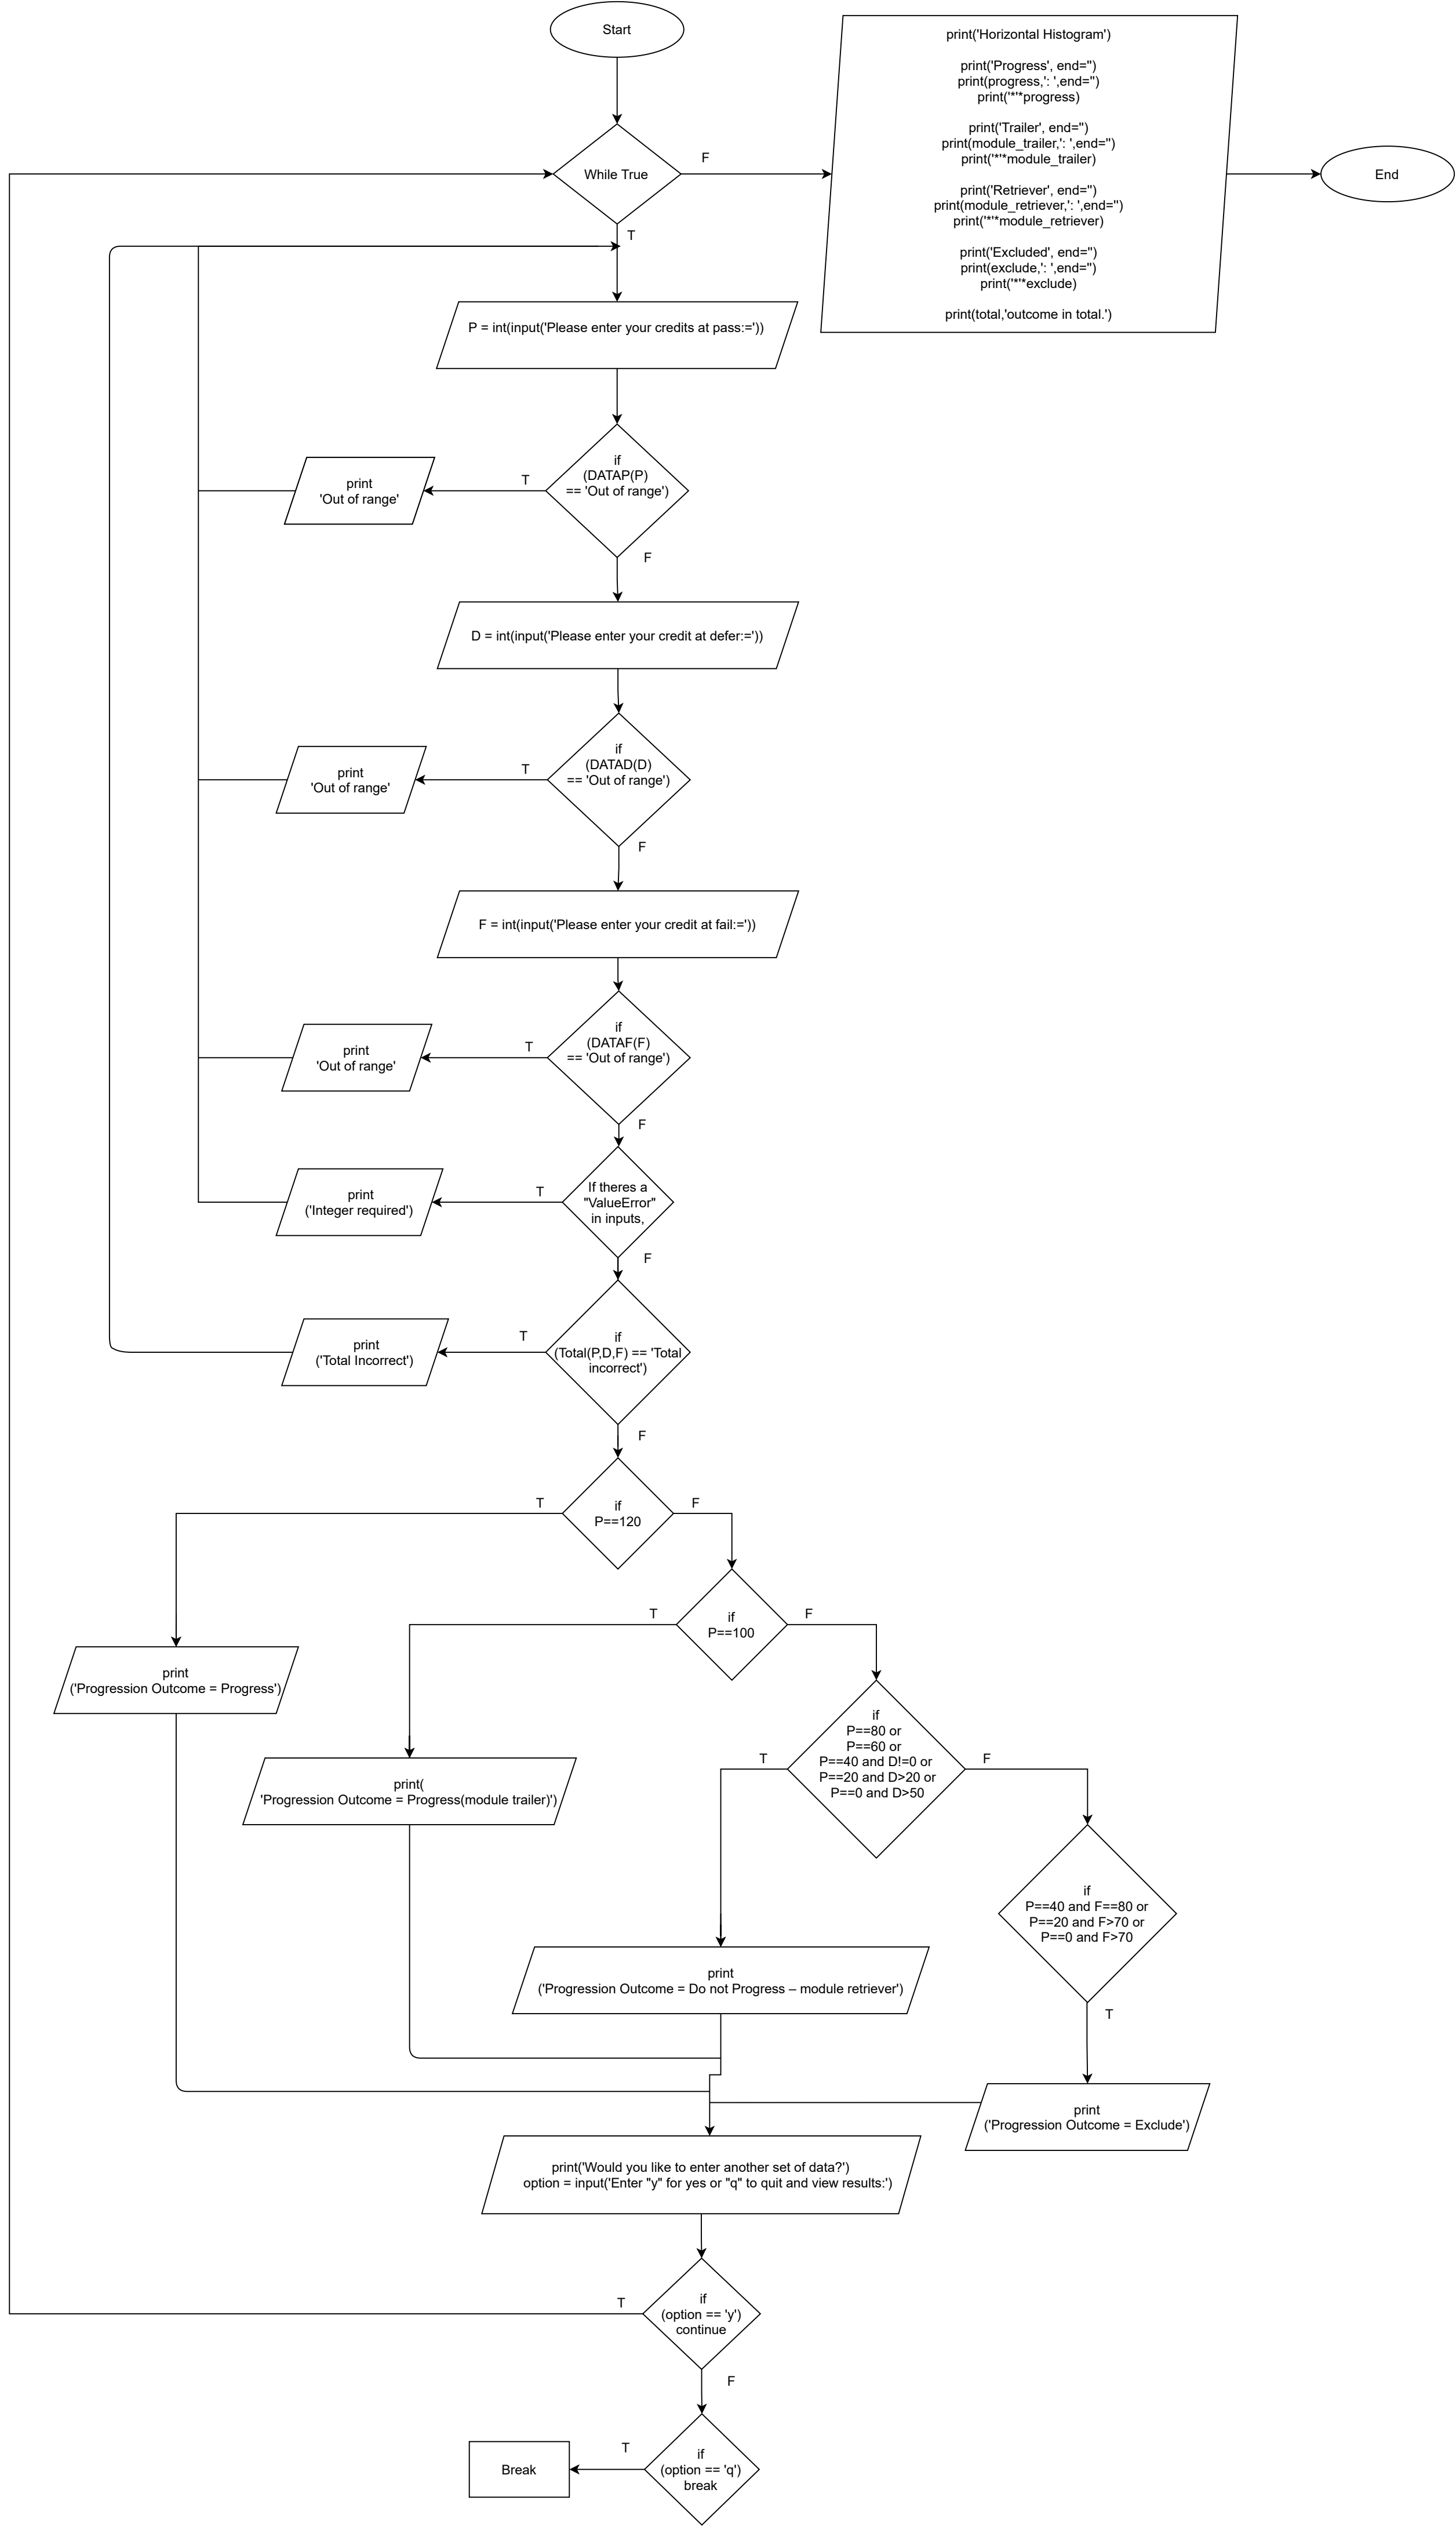 Start
While True
F
print('Horizontal Histogram')
print('Progress', end='')
print(progress,': ',end='')
print('*'*progress)
print('Trailer', end='')
print(module_trailer,': ',end='')
print('*'*module_trailer)
print('Retriever', end='')
print(module_retriever,': ',end='')
print('*'*module_retriever)
print('Excluded', end='')
print(exclude,': ',end='')
print('*'*exclude)
print(total,'outcome in total.')
End
T
P = int(input('Please enter your credits at pass:='))
if
(DATAP(P)
== 'Out of range')
T
print
'Out of range'
F
D = int(input('Please enter your credit at defer:='))
if
(DATAD(D)
== 'Out of range')
T
print
'Out of range'
F
F = int(input('Please enter your credit at fail:='))
if
(DATAF(F)
== 'Out of range')
T
print
'Out of range'
F
If theres a
"ValueError"
in inputs,
T
print
('Integer required')
F
if
(Total(P,D,F) == 'Total
incorrect')
T
print
('Total Incorrect')
F
if
P==120
T
F
print
('Progression Outcome = Progress')
if
P==100
T
F
print(
'Progression Outcome = Progress(module trailer)')
if
P==80 or
P==60 or
P==40 and D!=0 or
P==20 and D>20 or
P==0 and D>50
T
F
print
('Progression Outcome = Do not Progress – module retriever')
if
P==40 and F==80 or
P==20 and F>70 or
P==0 and F>70
T
print
('Progression Outcome = Exclude')
print('Would you like to enter another set of data?')
option = input('Enter "y" for yes or "q" to quit and view results:')
if
(option == 'y')
continue
T
F
if
(option == 'q')
break
T
Break